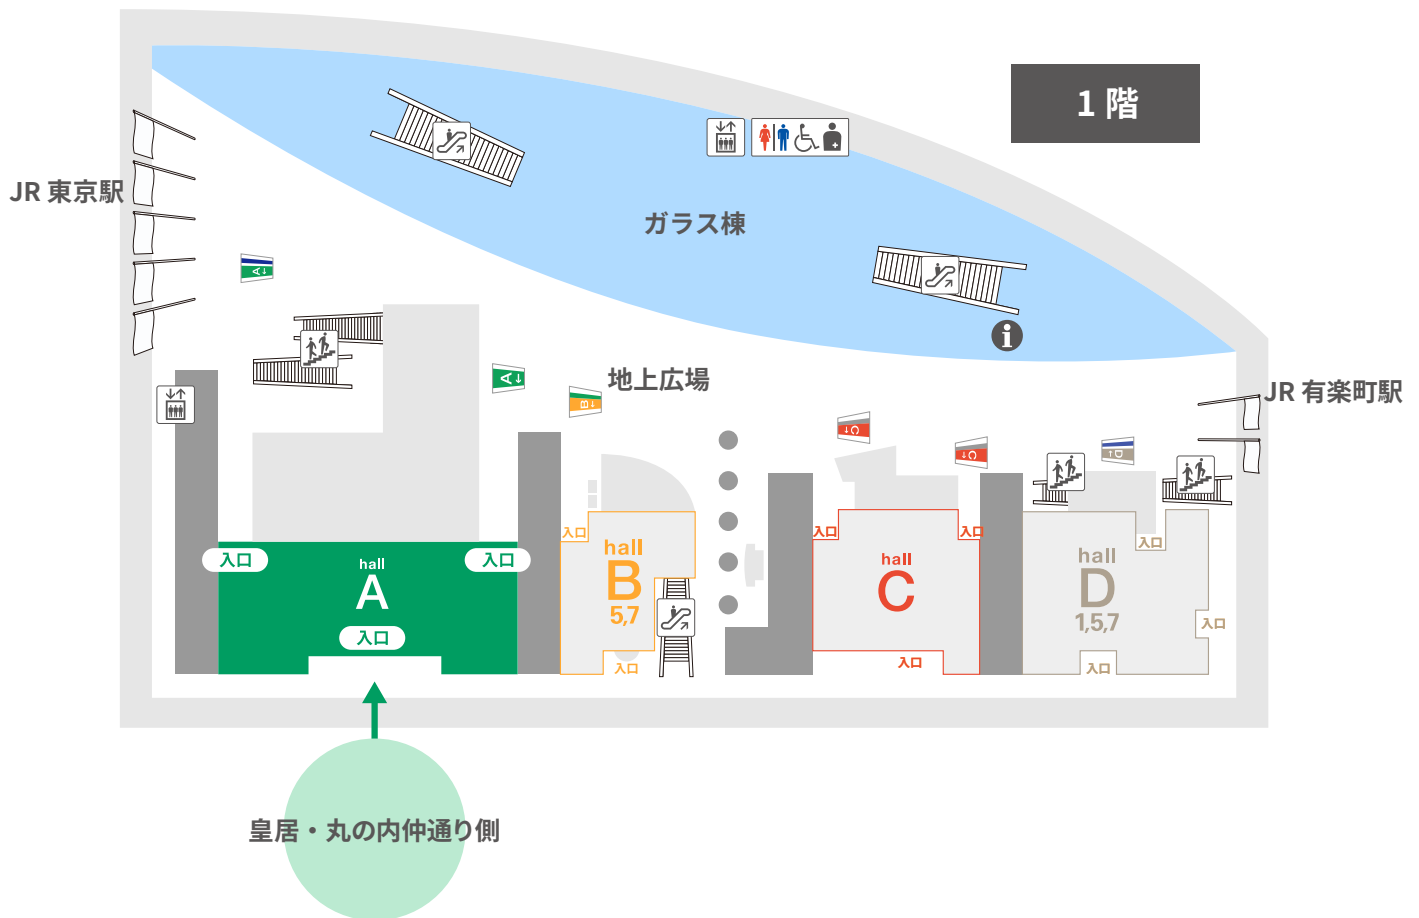 1階
JR 東京駅
ガラス棟
A↓
i
A↓
地上広場
B↓
JR 有楽町駅
C↓
C↓
D↓
入口
入口
hall
A
入口
入口
hall
B
5,7
入口
入口
入口
hall
C
入口
入口
hall
D
1,5,7
入口
入口
皇居・丸の内仲通り側